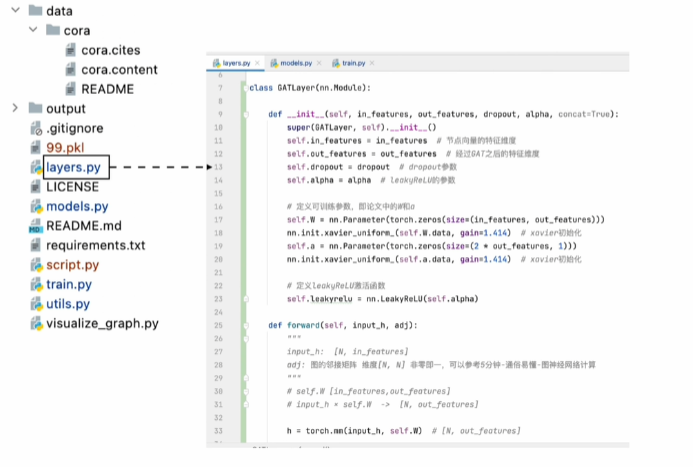 data
cora
cora.cites
cora.content
README
output
.gitignore
99.pkl
layers.py
LICENSE
models.py
README.md
requirements.txt
script.py
train.py
utils.py
visualize_graph.py
layers.py × models.py × train.py ×
6
7 class GATLayer(nn.Module):
8
9 def __init__(self, in_features, out_features, dropout, alpha, concat=True):
10 super(GATLayer, self).__init__()
11 self.in_features = in_features # 节点向量的特征维度
12 self.out_features = out_features # 经过GAT之后的特征维度
13 self.dropout = dropout # dropout参数
14 self.alpha = alpha # leakyReLU的参数
15
16 # 定义可训练参数，即论文中的W和a
17 self.W = nn.Parameter(torch.zeros(size=(in_features, out_features)))
18 nn.init.xavier_uniform_(self.W.data, gain=1.414) # xavier初始化
19 self.a = nn.Parameter(torch.zeros(size=(2 * out_features, 1)))
20 nn.init.xavier_uniform_(self.a.data, gain=1.414) # xavier初始化
21
22 # 定义leakyReLU激活函数
23 self.leakyrelu = nn.LeakyReLU(self.alpha)
24
25 def forward(self, input_h, adj):
26 """
27 input_h: [N, in_features]
28 adj: 图的邻接矩阵 维度[N, N] 非零即一，可以参考5分钟-通俗易懂-图神经网络计算
29 """
30 # self.W [in_features,out_features]
31 # input_h × self.W -> [N, out_features]
32
33 h = torch.mm(input_h, self.W) # [N, out_features]